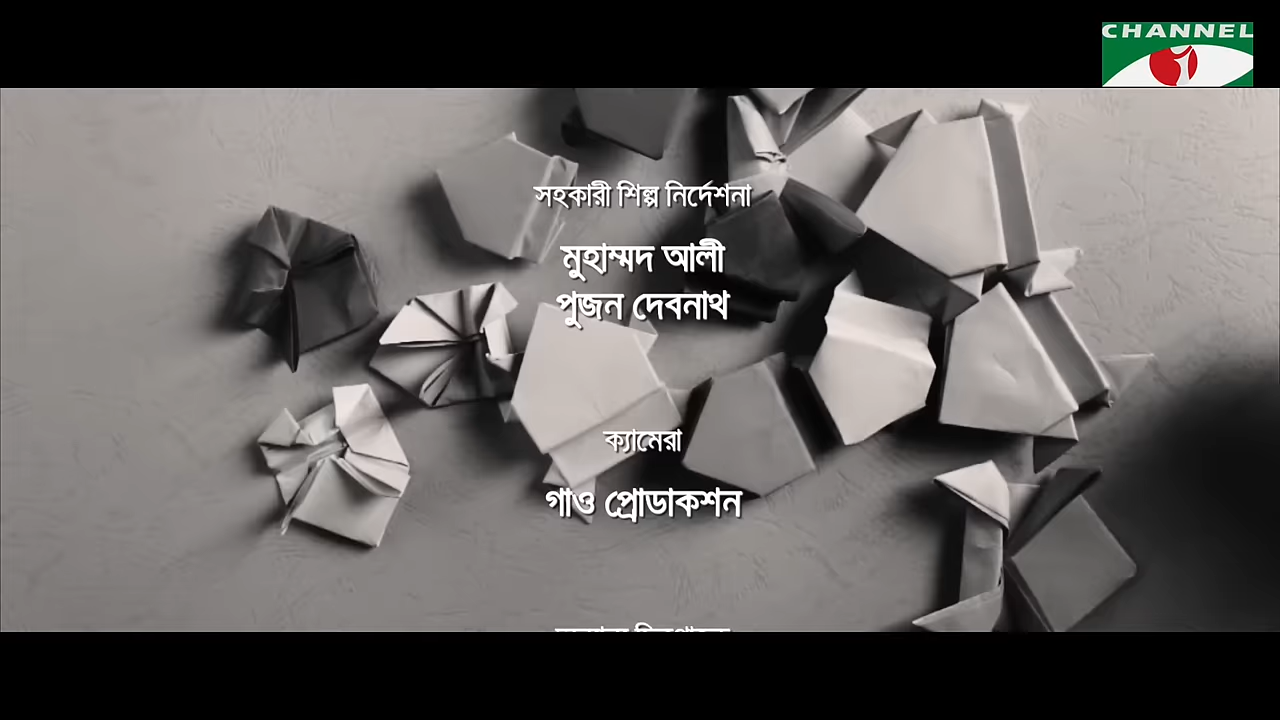 CHANNEL
সহকারী শিল্প নির্দেশনা
মুহাম্মদ আলী
পুজন দেবনাথ
ক্যামেরা
গাও প্রোডাকশন